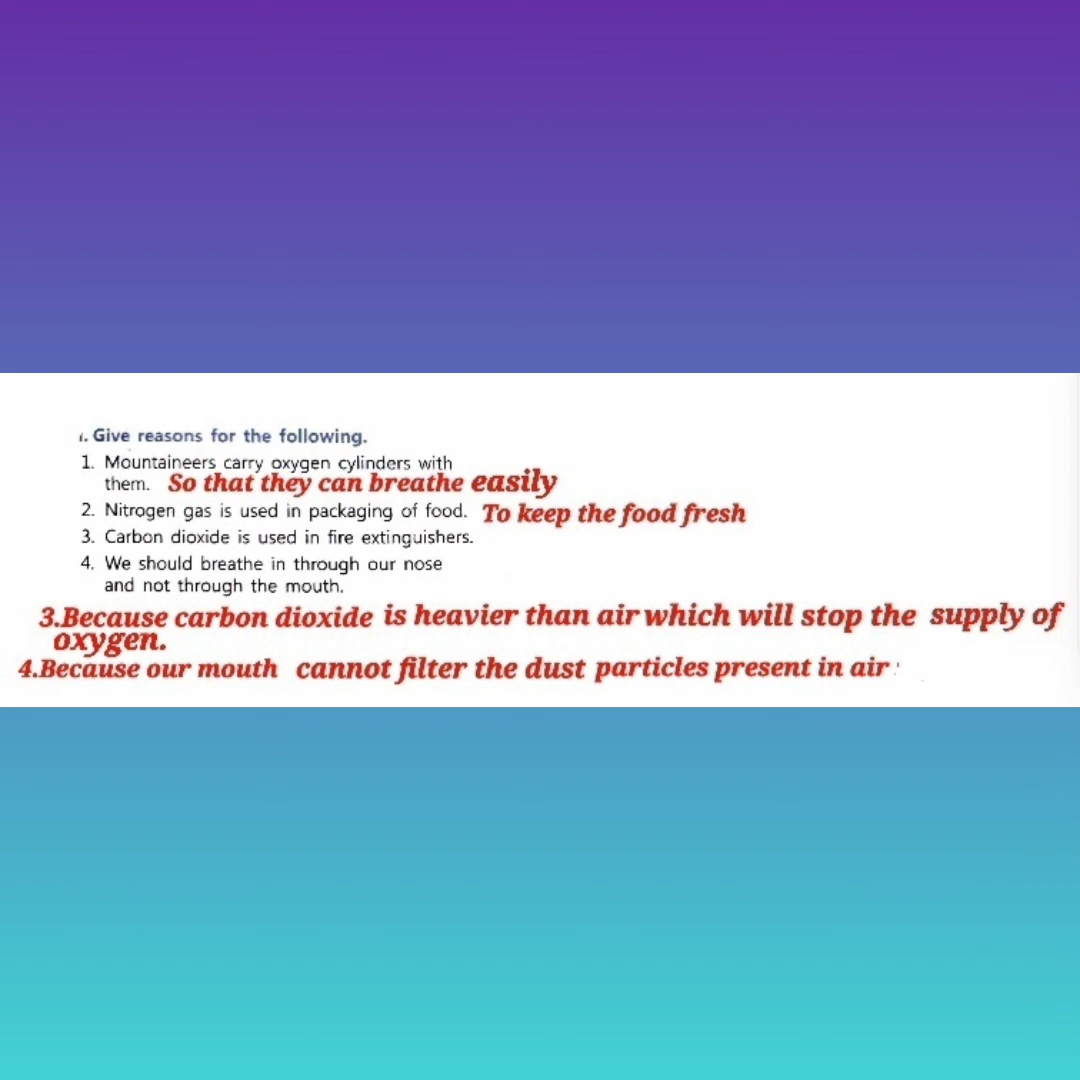 i. Give reasons for the following.
1. Mountaineers carry oxygen cylinders with
them. So that they can breathe easily
2. Nitrogen gas is used in packaging of food. To keep the food fresh
3. Carbon dioxide is used in fire extinguishers.
4. We should breathe in through our nose
and not through the mouth.
3.Because carbon dioxide is heavier than air which will stop the supply of
oxygen.
4.Because our mouth cannot filter the dust particles present in air